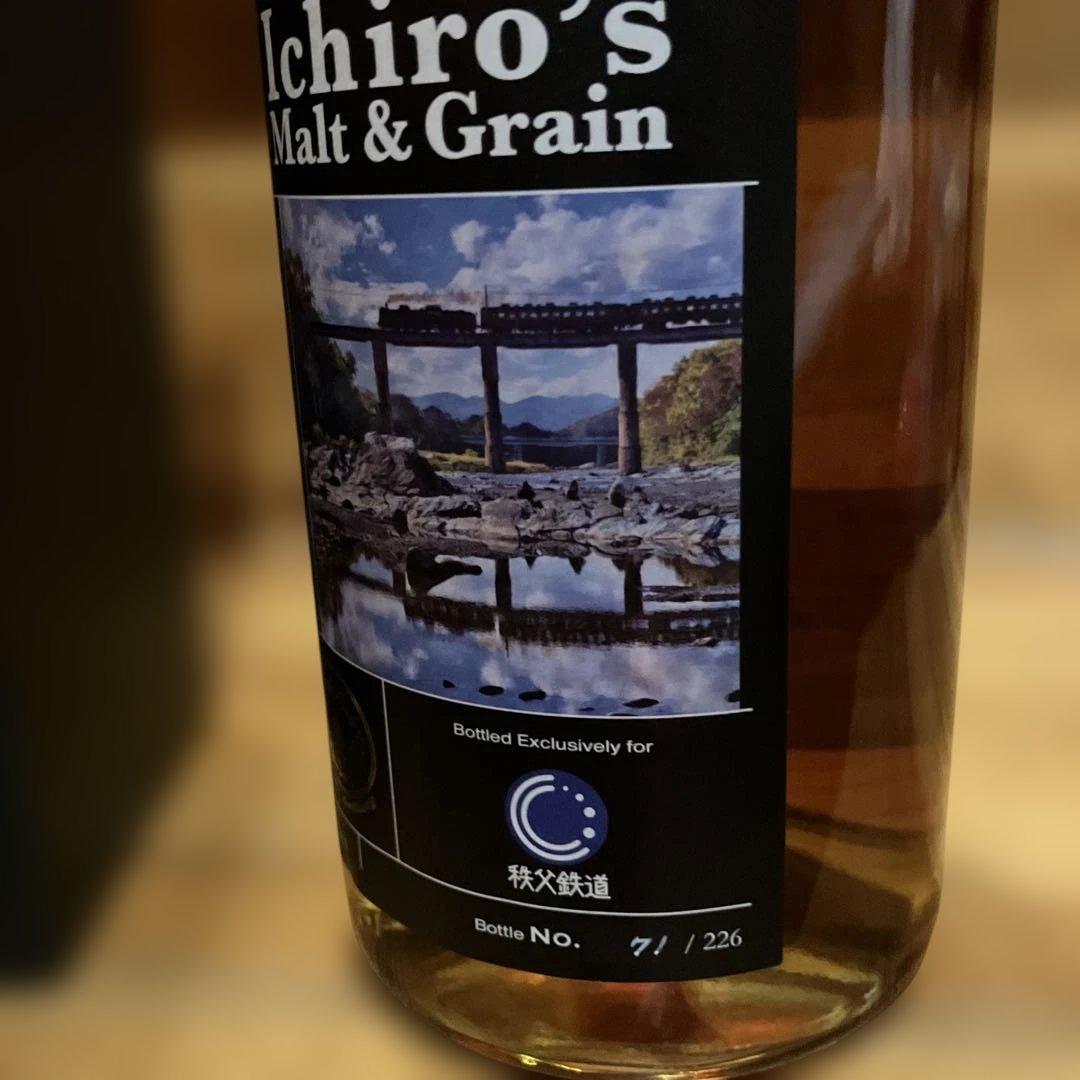 Ichiro's
Malt & Grain
Bottled Exclusively for
秩父鉄道
Bottle No. 71 / 226